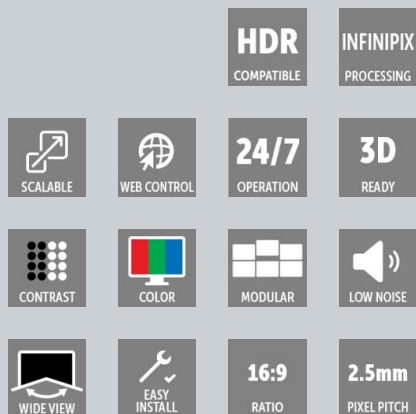 HDR
COMPATIBLE
INFINIPIX
PROCESSING
SCALABLE
WEB CONTROL
24/7
OPERATION
3D
READY
CONTRAST
COLOR
MODULAR
LOW NOISE
WIDE VIEW
EASY
INSTALL
16:9
RATIO
2.5mm
PIXEL PITCH